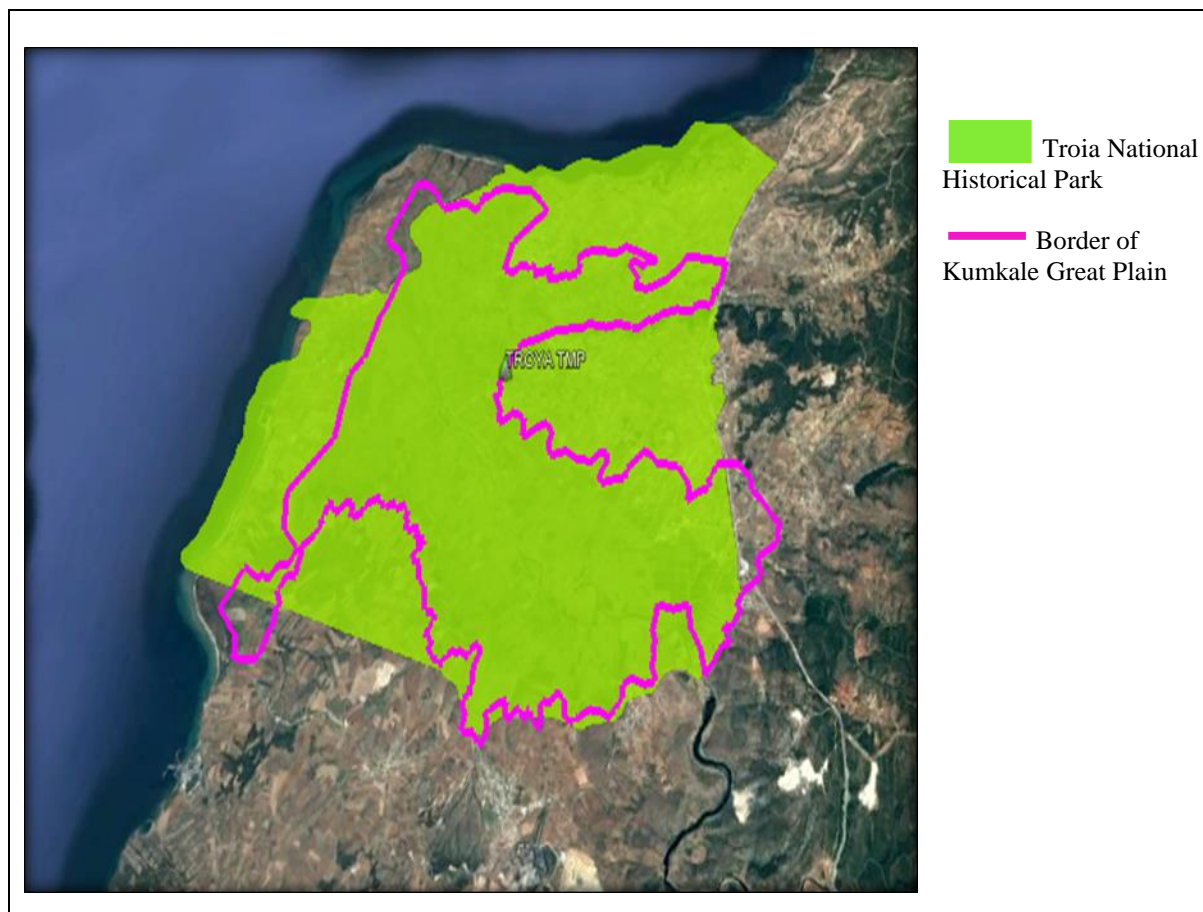 TROYA TMP
Troia National
Historical Park
Border of
Kumkale Great Plain